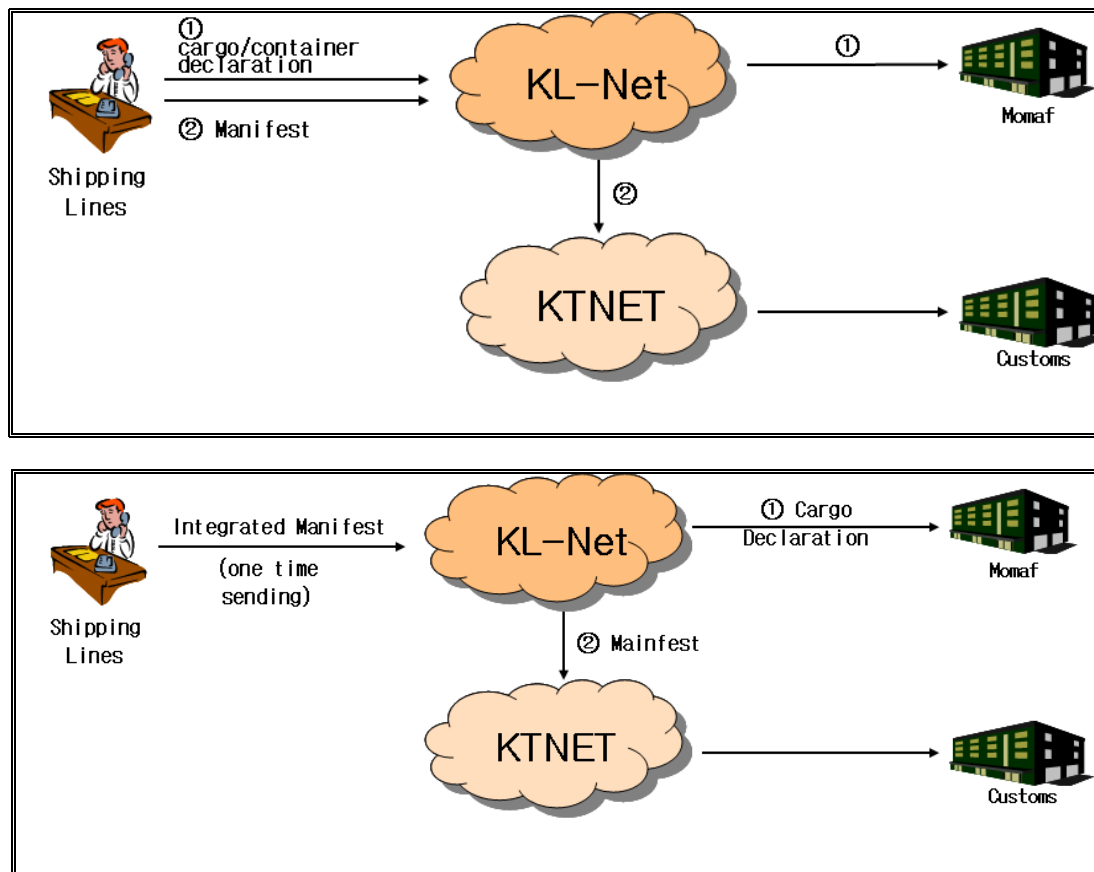 ①
cargo/container
declaration
② Manifest
Shipping
Lines
KL-Net
①
Momaf
②
KTNET
Customs
Integrated Manifest
(one time
sending)
Shipping
Lines
KL-Net
① Cargo
Declaration
Momaf
② Mainfest
KTNET
Customs